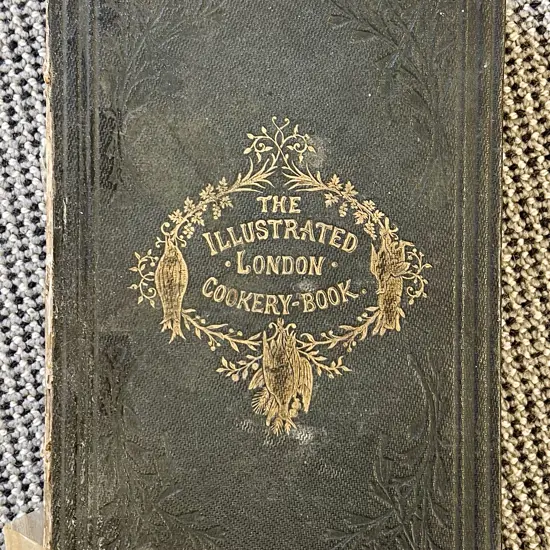 THE
ILLUSTRATED
· LONDON ·
COOKERY-BOOK.